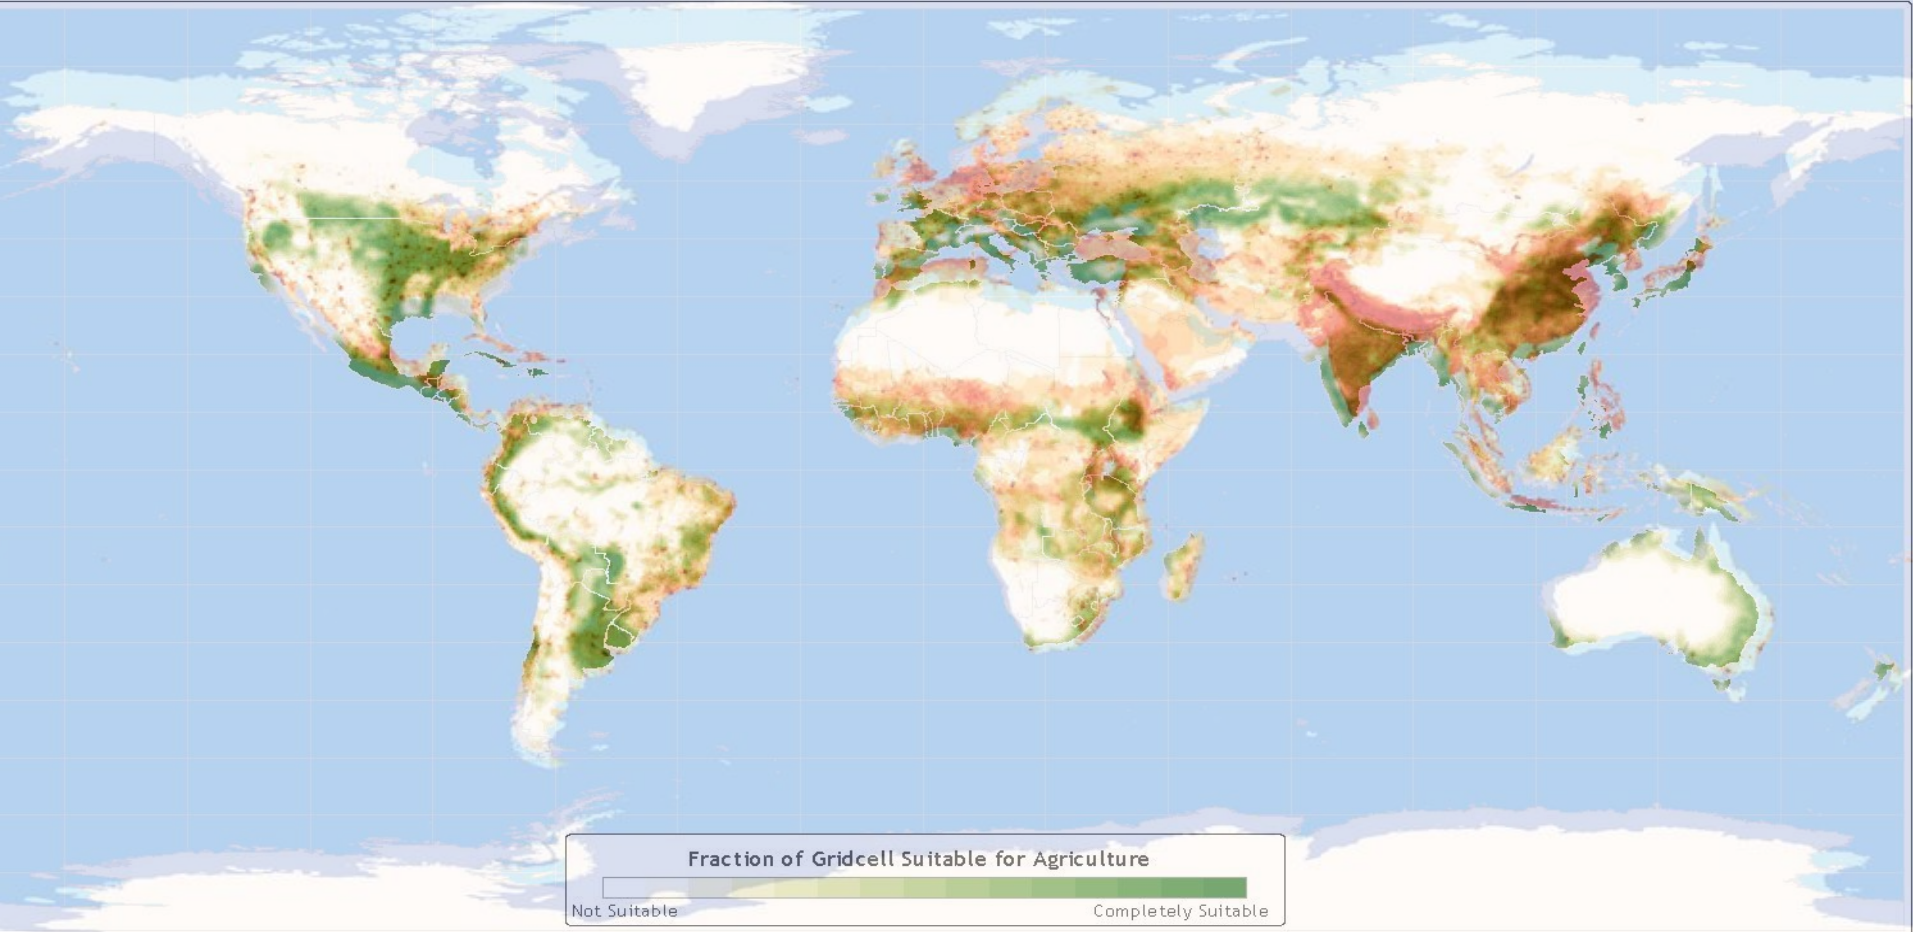 Fraction of Gridcell Suitable for Agriculture
Not Suitable
Completely Suitable